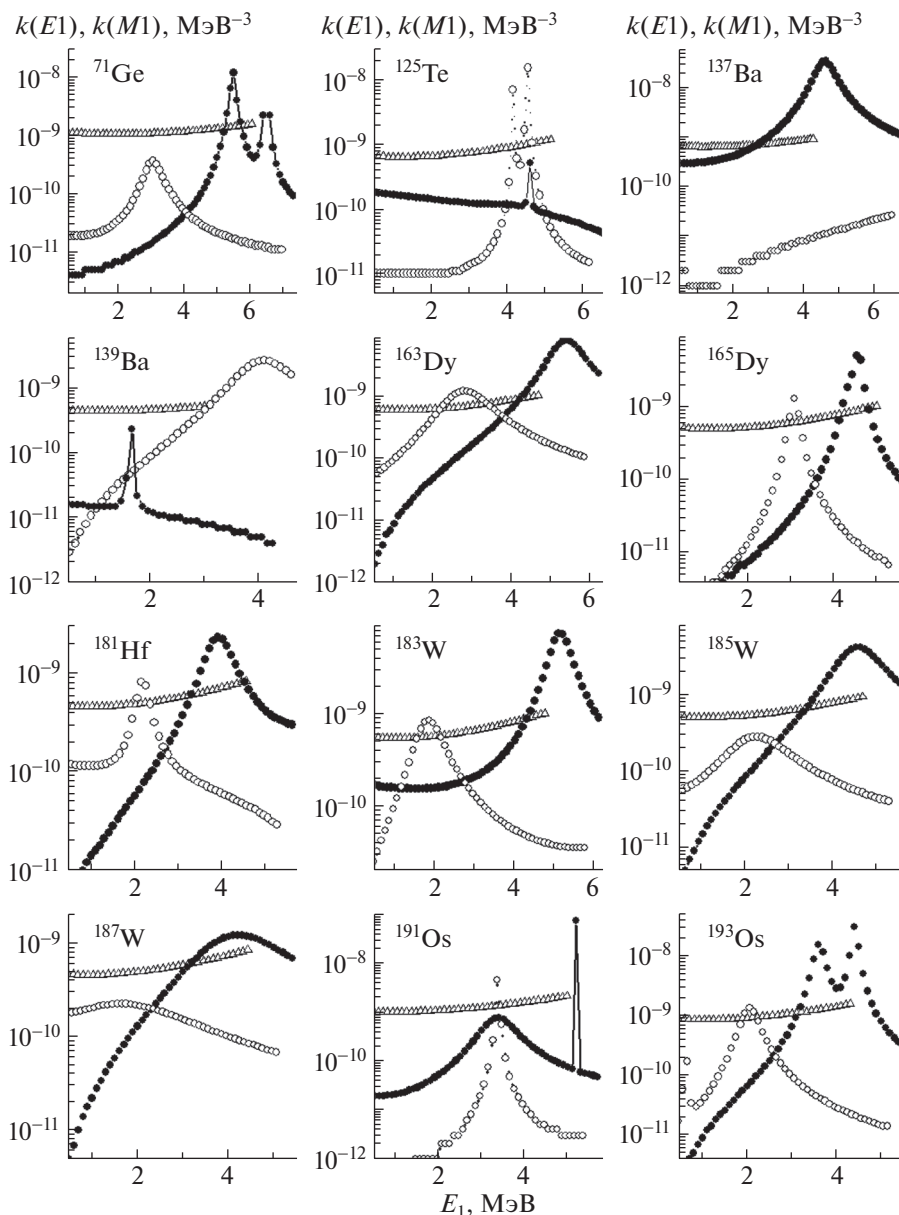 k(E1), k(M1), МэВ⁻³ k(E1), k(M1), МэВ⁻³ k(E1), k(M1), МэВ⁻³
⁷¹Ge ¹²⁵Te ¹³⁷Ba
10⁻⁸ 10⁻⁸ 10⁻⁸
10⁻⁹ 10⁻⁹
10⁻¹⁰ 10⁻¹⁰ 10⁻¹⁰
10⁻¹¹ 10⁻¹¹ 10⁻¹²
2 4 6 2 4 6 2 4 6
¹³⁹Ba ¹⁶³Dy ¹⁶⁵Dy
10⁻⁹ 10⁻⁹ 10⁻⁹
10⁻¹⁰ 10⁻¹⁰ 10⁻¹⁰
10⁻¹¹ 10⁻¹¹ 10⁻¹¹
10⁻¹² 10⁻¹²
2 4 2 4 6 2 4
¹⁸¹Hf ¹⁸³W ¹⁸⁵W
10⁻⁹ 10⁻⁹ 10⁻⁹
10⁻¹⁰ 10⁻¹⁰ 10⁻¹⁰
10⁻¹¹ 10⁻¹¹
2 4 2 4 6 2 4
¹⁸⁷W ¹⁹¹Os ¹⁹³Os
10⁻⁹ 10⁻⁸ 10⁻⁸
10⁻¹⁰ 10⁻¹⁰ 10⁻⁹
10⁻¹¹ 10⁻¹² 10⁻¹⁰
10⁻¹¹
2 4 2 4 2 4
E₁, МэВ